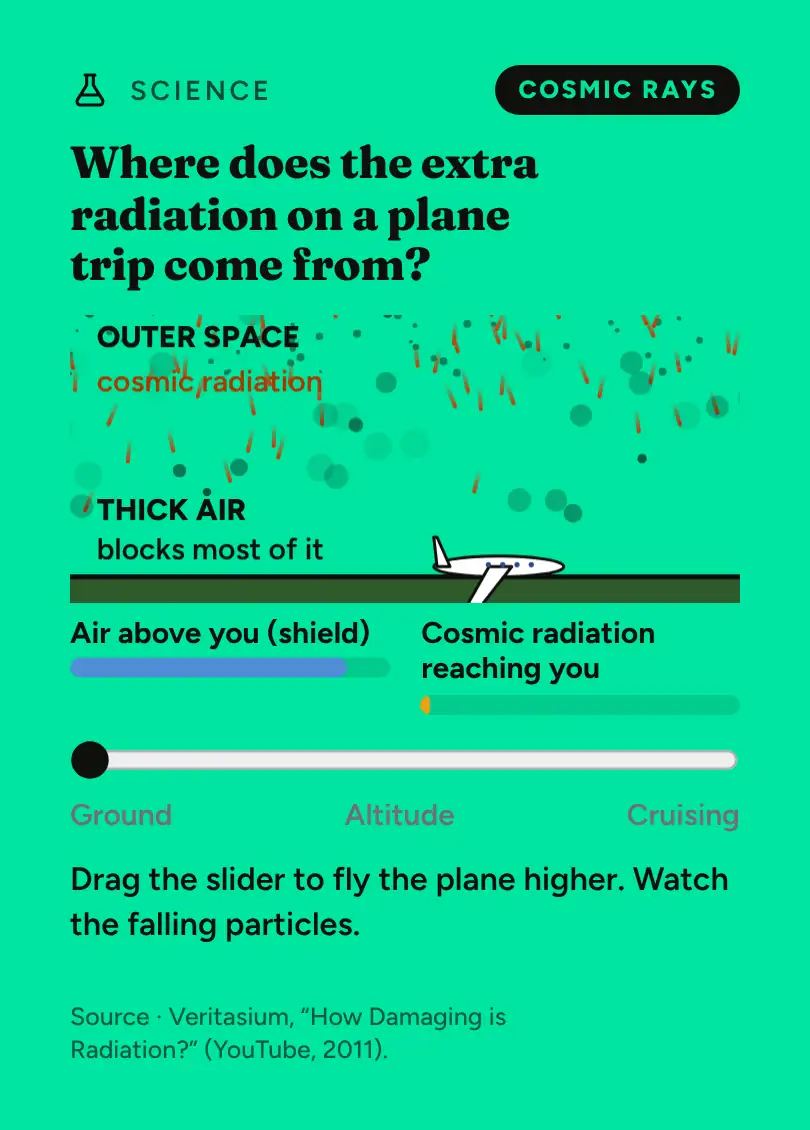 SCIENCE
COSMIC RAYS
Where does the extra
radiation on a plane
trip come from?
OUTER SPACE
cosmic radiation
THICK AIR
blocks most of it
Air above you (shield)
Cosmic radiation
reaching you
Ground
Altitude
Cruising
Drag the slider to fly the plane higher. Watch
the falling particles.
Source · Veritasium, “How Damaging is
Radiation?” (YouTube, 2011).